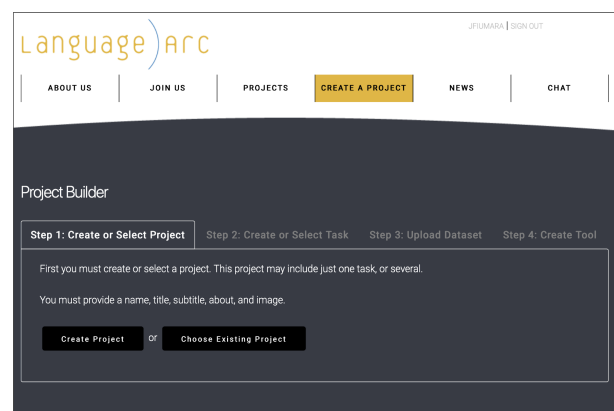 JFIUMARA | SIGN OUT
Language ARC
ABOUT US JOIN US PROJECTS CREATE A PROJECT NEWS CHAT
Project Builder
Step 1: Create or Select Project Step 2: Create or Select Task Step 3: Upload Dataset Step 4: Create Tool
First you must create or select a project. This project may include just one task, or several.
You must provide a name, title, subtitle, about, and image.
Create Project or Choose Existing Project